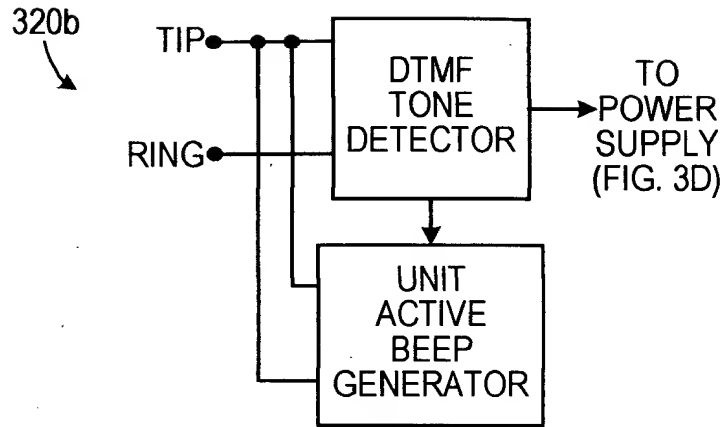 320b
TIP
RING
DTMF
TONE
DETECTOR
TO
POWER
SUPPLY
(FIG. 3D)
UNIT
ACTIVE
BEEP
GENERATOR